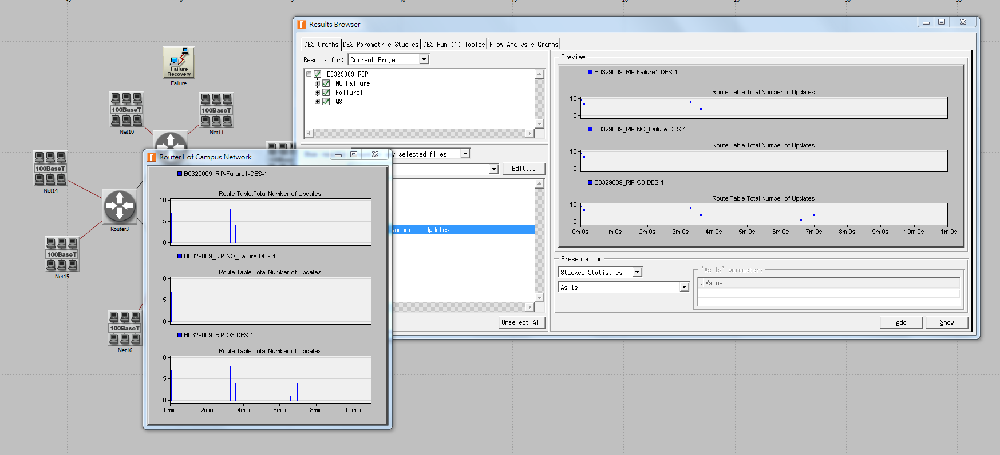 0
5
10
15
20
25
30
35
Failure
Recovery
Failure
100BaseT
Net10
100BaseT
Net11
100BaseT
Net14
Router3
100BaseT
Net15
100BaseT
Net16
Results Browser
DES Graphs
DES Parametric Studies
DES Run (1) Tables
Flow Analysis Graphs
Results for:
Current Project
B0329009_RIP
NO_Failure
Failure1
Q3
y selected files
Edit...
Number of Updates
Unselect All
Preview
B0329009_RIP-Failure1-DES-1
Route Table.Total Number of Updates
10
0
B0329009_RIP-NO_Failure-DES-1
Route Table.Total Number of Updates
10
0
B0329009_RIP-Q3-DES-1
Route Table.Total Number of Updates
10
0
0m 0s 1m 0s 2m 0s 3m 0s 4m 0s 5m 0s 6m 0s 7m 0s 8m 0s 9m 0s 10m 0s 11m 0s
Presentation
Stacked Statistics
As Is
'As Is' parameters
. Value
Add
Show
Router1 of Campus Network
B0329009_RIP-Failure1-DES-1
Route Table.Total Number of Updates
10
5
0
B0329009_RIP-NO_Failure-DES-1
Route Table.Total Number of Updates
10
5
0
B0329009_RIP-Q3-DES-1
Route Table.Total Number of Updates
10
5
0
0min 2min 4min 6min 8min 10min